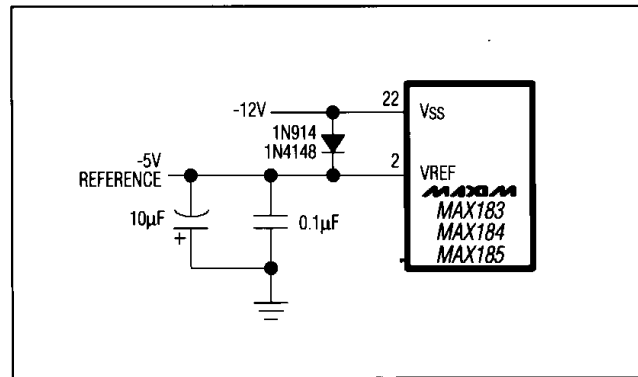 -12V
22
VSS
1N914
1N4148
-5V
REFERENCE
2
VREF
MAXIM
MAX183
MAX184
MAX185
10µF
+
0.1µF